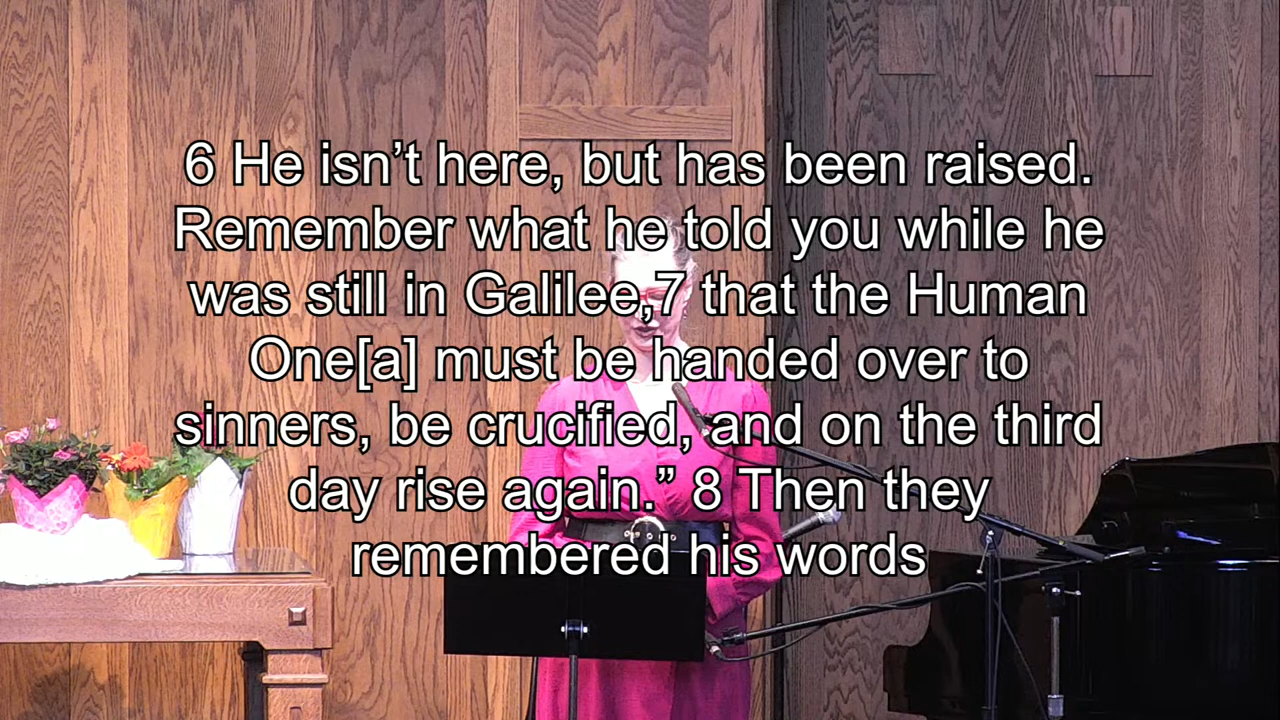 6 He isn’t here, but has been raised.
Remember what he told you while he
was still in Galilee,7 that the Human
One[a] must be handed over to
sinners, be crucified, and on the third
day rise again.” 8 Then they
remembered his words